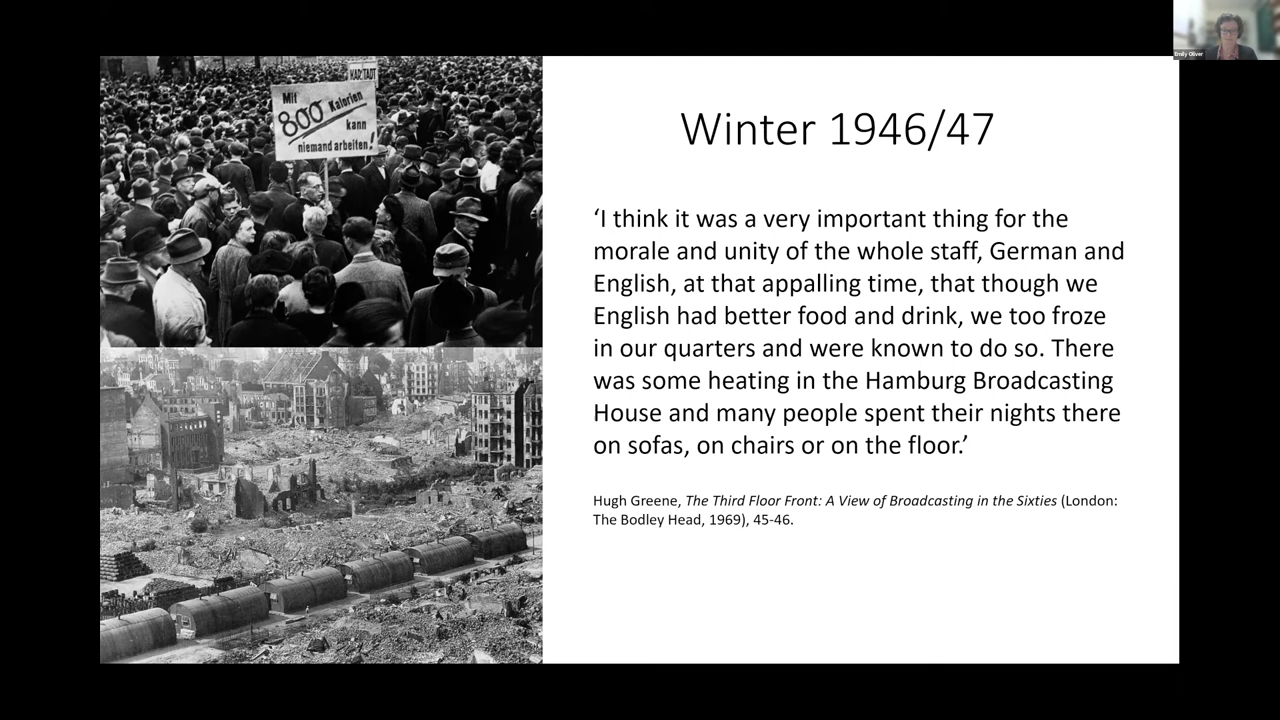 Emily Oliver
KARSTADT
Mit
800 Kalorien
kann
niemand arbeiten!
Winter 1946/47
‘I think it was a very important thing for the
morale and unity of the whole staff, German and
English, at that appalling time, that though we
English had better food and drink, we too froze
in our quarters and were known to do so. There
was some heating in the Hamburg Broadcasting
House and many people spent their nights there
on sofas, on chairs or on the floor.’
Hugh Greene, The Third Floor Front: A View of Broadcasting in the Sixties (London:
The Bodley Head, 1969), 45-46.